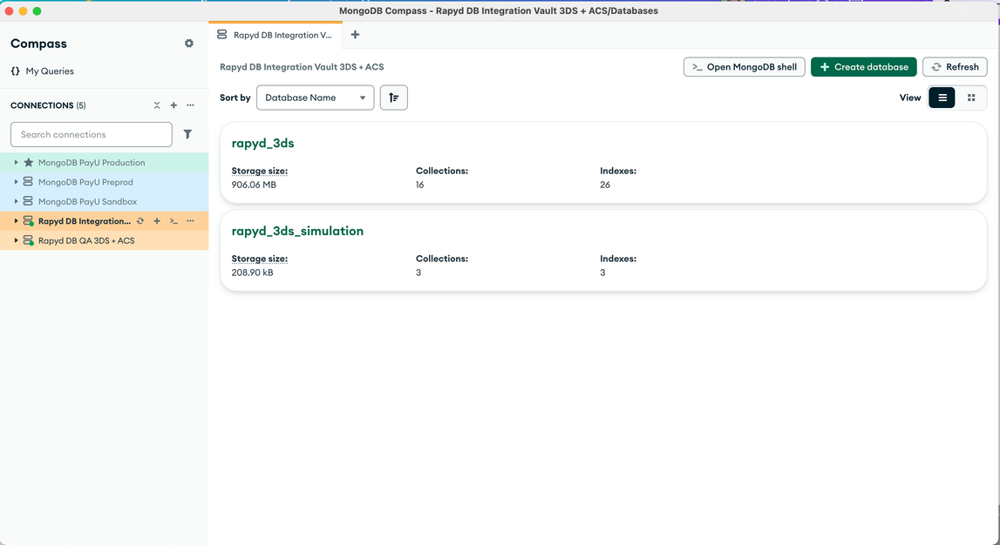 MongoDB Compass - Rapyd DB Integration Vault 3DS + ACS/Databases
Compass
{} My Queries
CONNECTIONS (5)
Search connections
MongoDB PayU Production
MongoDB PayU Preprod
MongoDB PayU Sandbox
Rapyd DB Integration...
Rapyd DB QA 3DS + ACS
Rapyd DB Integration V...
Rapyd DB Integration Vault 3DS + ACS
>_ Open MongoDB shell
+ Create database
Refresh
Sort by
Database Name
View
rapyd_3ds
Storage size: Collections: Indexes:
906.06 MB 16 26
rapyd_3ds_simulation
Storage size: Collections: Indexes:
208.90 kB 3 3